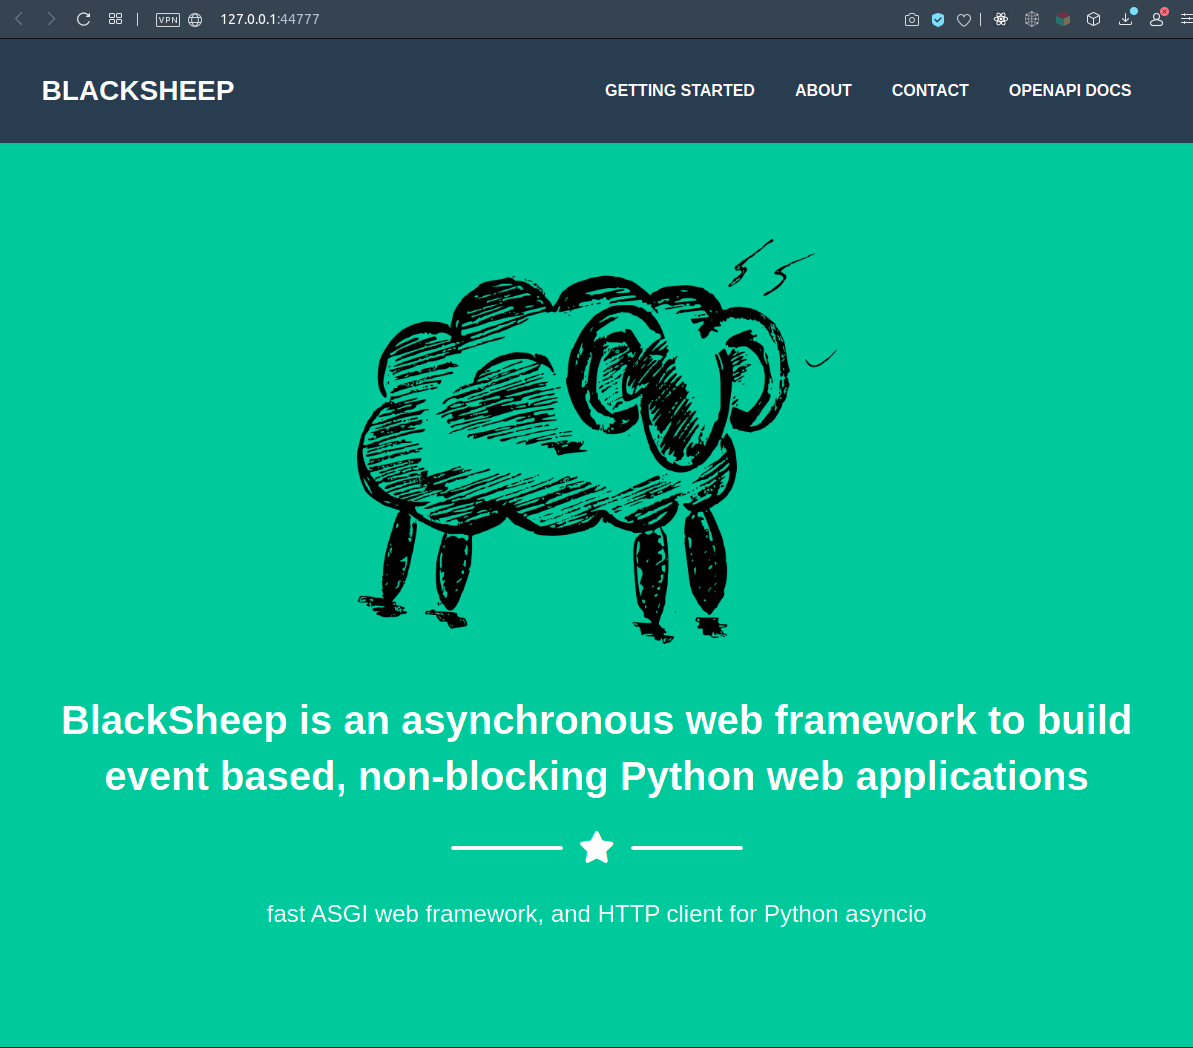 VPN 127.0.0.1:44777
BLACKSHEEP GETTING STARTED ABOUT CONTACT OPENAPI DOCS
BlackSheep is an asynchronous web framework to build
event based, non-blocking Python web applications
fast ASGI web framework, and HTTP client for Python asyncio